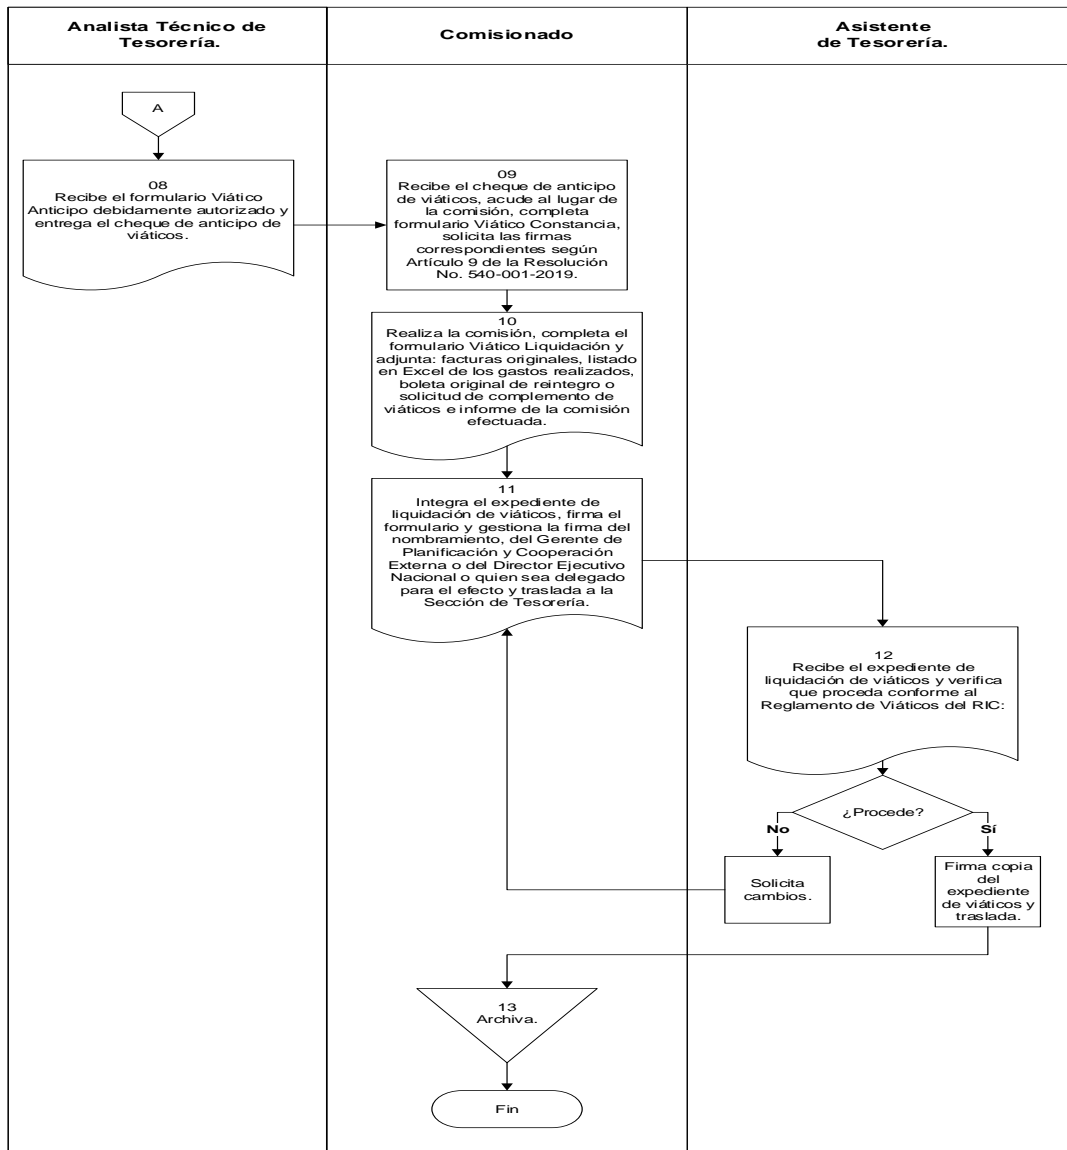 Analista Técnico de
Tesorería.
Comisionado
Asistente
de Tesorería.
A
08
Recibe el formulario Viático
Anticipo debidamente autorizado y
entrega el cheque de anticipo de
viáticos.
09
Recibe el cheque de anticipo
de viáticos, acude al lugar de
la comisión, completa
formulario Viático Constancia,
solicita las firmas
correspondientes según
Artículo 9 de la Resolución
No. 540-001-2019.
10
Realiza la comisión, completa el
formulario Viático Liquidación y
adjunta: facturas originales, listado
en Excel de los gastos realizados,
boleta original de reintegro o
solicitud de complemento de
viáticos e informe de la comisión
efectuada.
11
Integra el expediente de
liquidación de viáticos, firma el
formulario y gestiona la firma del
nombramiento, del Gerente de
Planificación y Cooperación
Externa o del Director Ejecutivo
Nacional o quien sea delegado
para el efecto y traslada a la
Sección de Tesorería.
12
Recibe el expediente de
liquidación de viáticos y verifica
que proceda conforme al
Reglamento de Viáticos del RIC:
¿Procede?
No
Sí
Solicita
cambios.
Firma copia
del
expediente
de viáticos y
traslada.
13
Archiva.
Fin